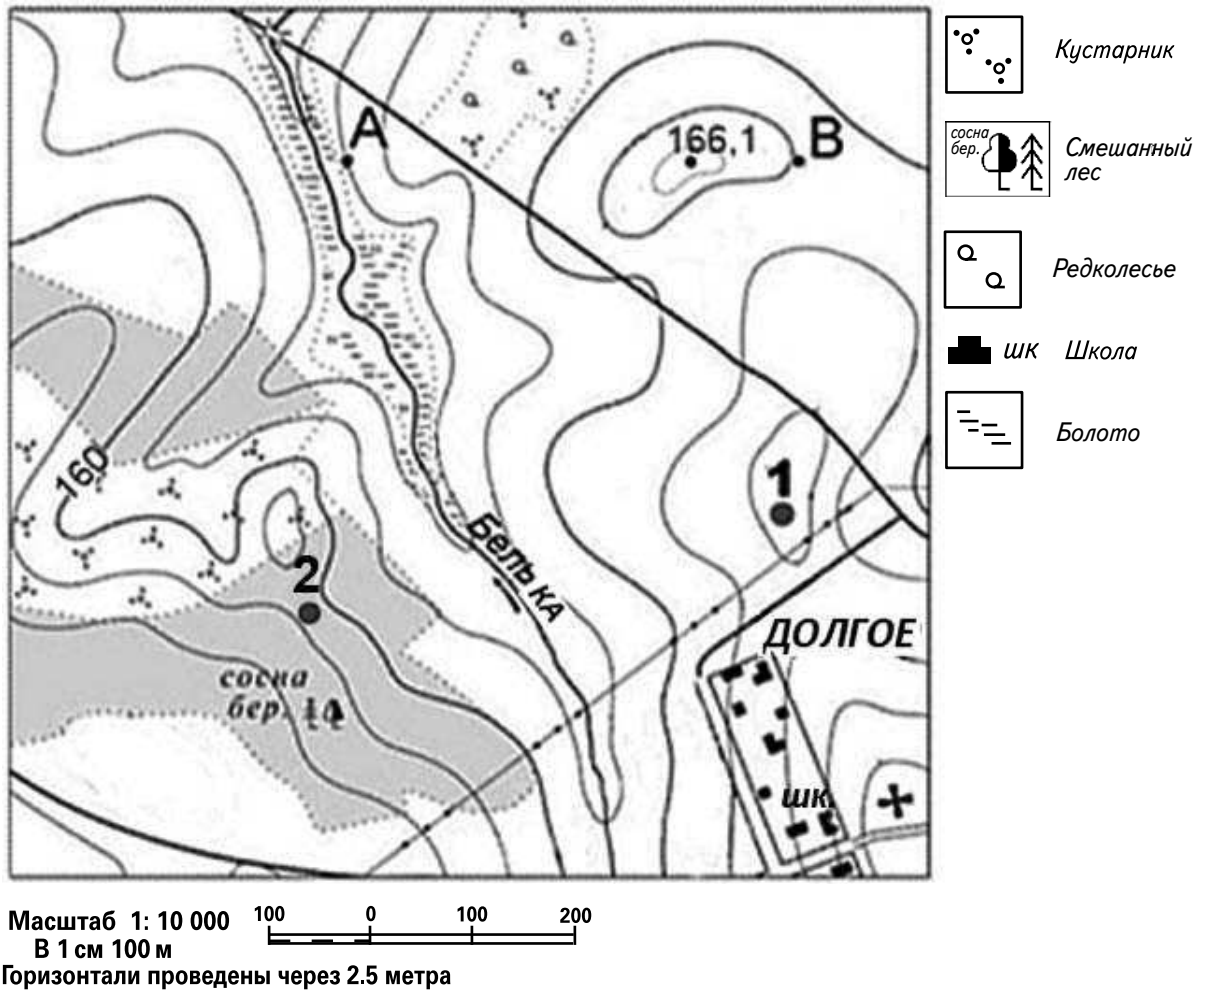 А
166,1
В
160
1
2
Белька
ДОЛГОЕ
сосна
бер.
шк.
Кустарник
сосна
бер.
Смешанный
лес
Редколесье
шк Школа
Болото
Масштаб 1: 10 000
В 1 см 100 м
100 0 100 200
Горизонтали проведены через 2.5 метра